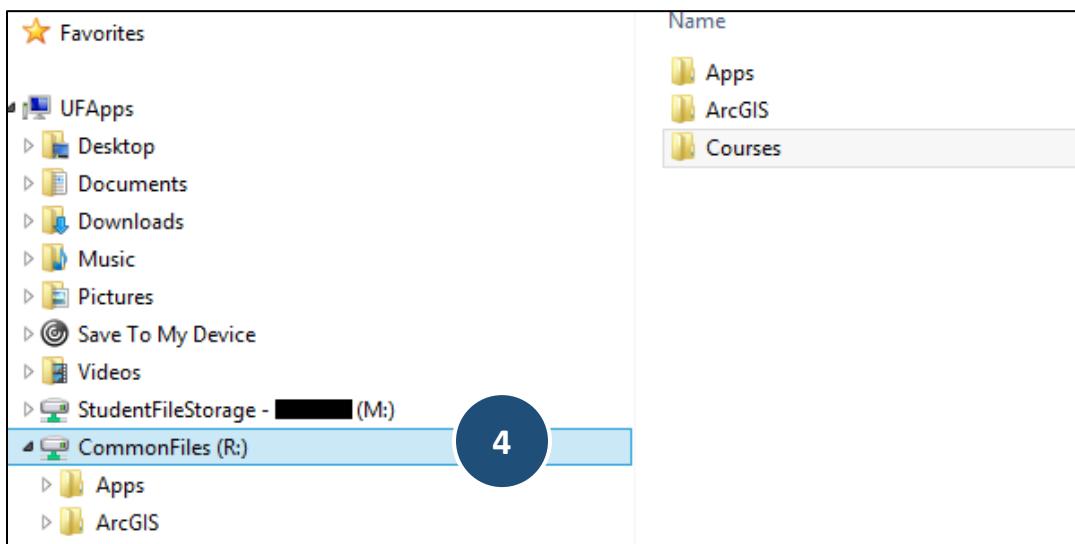 Favorites
UFApps
Desktop
Documents
Downloads
Music
Pictures
Save To My Device
Videos
StudentFileStorage - (M:)
CommonFiles (R:)
4
Apps
ArcGIS
Name
Apps
ArcGIS
Courses